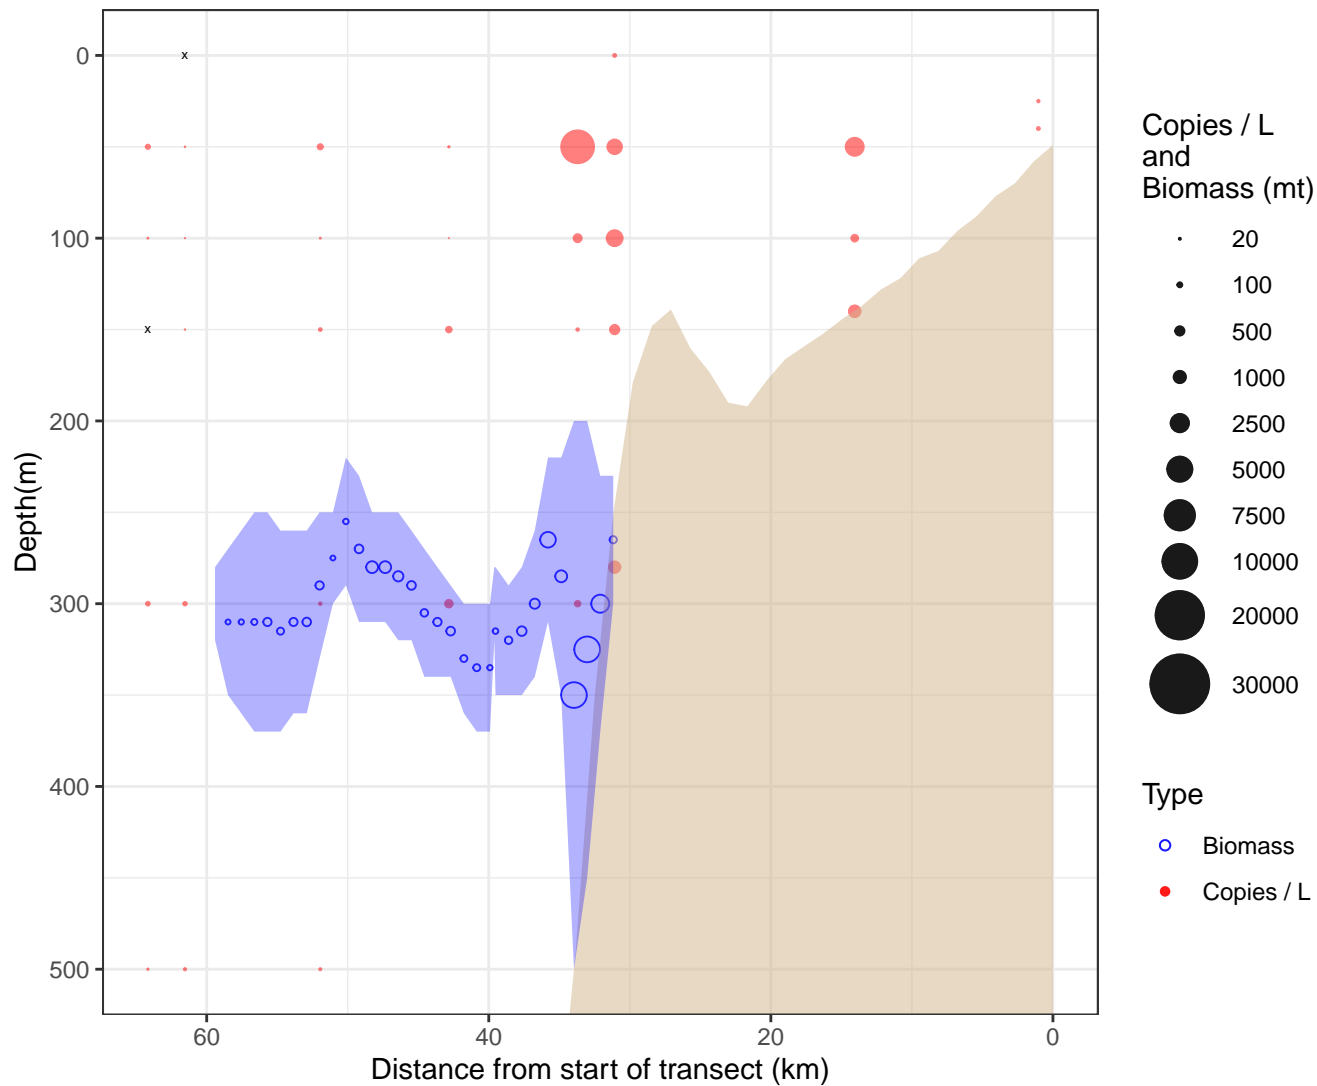 x
x
0
100
200
300
400
500
Depth(m)
60
40
20
0
Distance from start of transect (km)
Copies / L
and
Biomass (mt)
20
100
500
1000
2500
5000
7500
10000
20000
30000
Type
Biomass
Copies / L